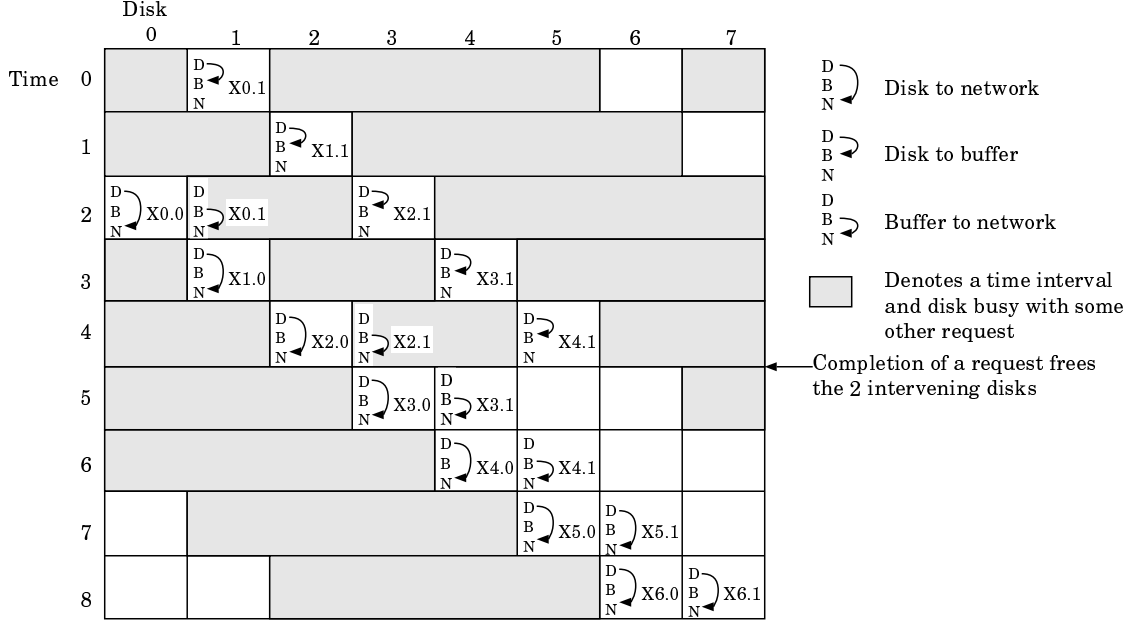 Disk
0 1 2 3 4 5 6 7
Time 0
D
B X0.1
N
1
D
B X1.1
N
2
D
B X0.0
N
D
B X0.1
N
D
B X2.1
N
3
D
B X1.0
N
D
B X3.1
N
4
D
B X2.0
N
D
B X2.1
N
D
B X4.1
N
5
D
B X3.0
N
D
B X3.1
N
6
D
B X4.0
N
D
B X4.1
N
7
D
B X5.0
N
D
B X5.1
N
8
D
B X6.0
N
D
B X6.1
N
D
B Disk to network
N
D
B Disk to buffer
N
D
B Buffer to network
N
Denotes a time interval
and disk busy with some
other request
Completion of a request frees
the 2 intervening disks